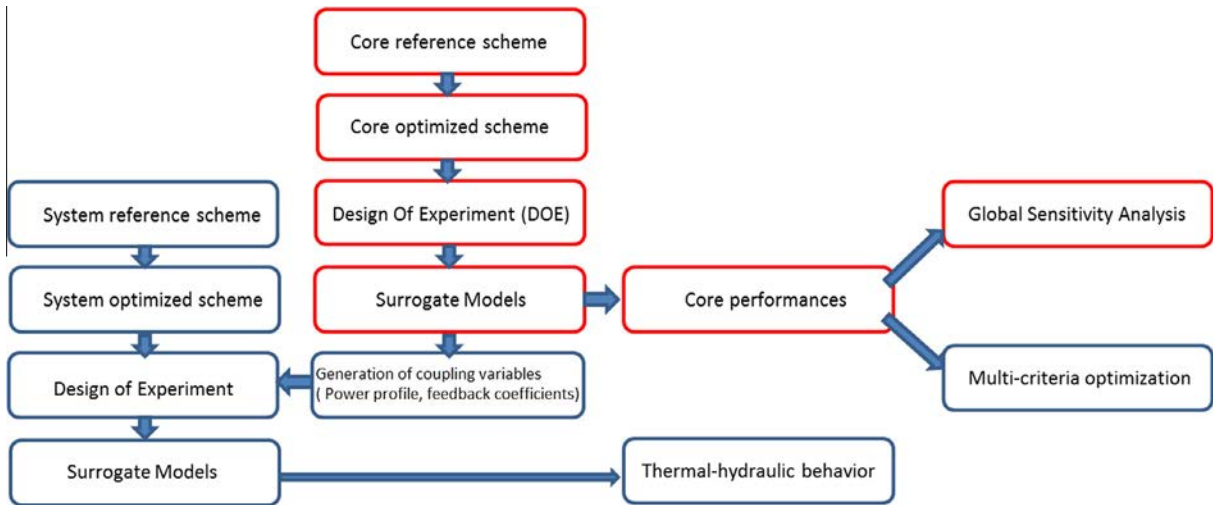 Core reference scheme
Core optimized scheme
System reference scheme
Design Of Experiment (DOE)
Global Sensitivity Analysis
System optimized scheme
Surrogate Models
Core performances
Design of Experiment
Generation of coupling variables
( Power profile, feedback coefficients)
Multi-criteria optimization
Surrogate Models
Thermal-hydraulic behavior